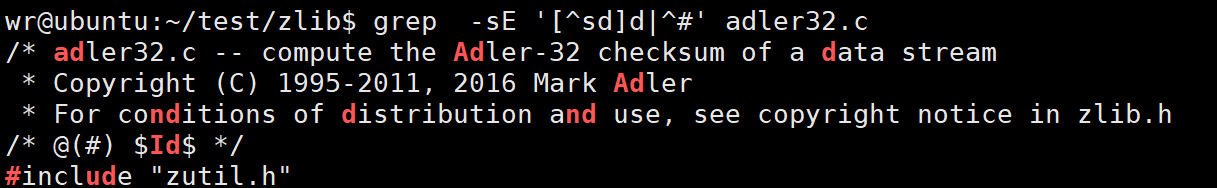 wr@ubuntu:~/test/zlib$ grep  -sE '[^sd]d|^#' adler32.c
/* adler32.c -- compute the Adler-32 checksum of a data stream
 * Copyright (C) 1995-2011, 2016 Mark Adler
 * For conditions of distribution and use, see copyright notice in zlib.h
/* @(#) $Id$ */
#include "zutil.h"